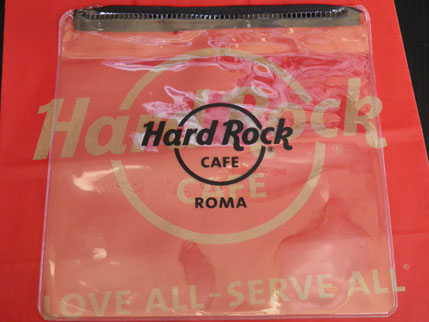 Hard Rock®
CAFE
ROMA
Hard Rock®
CAFE
LOVE ALL-SERVE ALL®